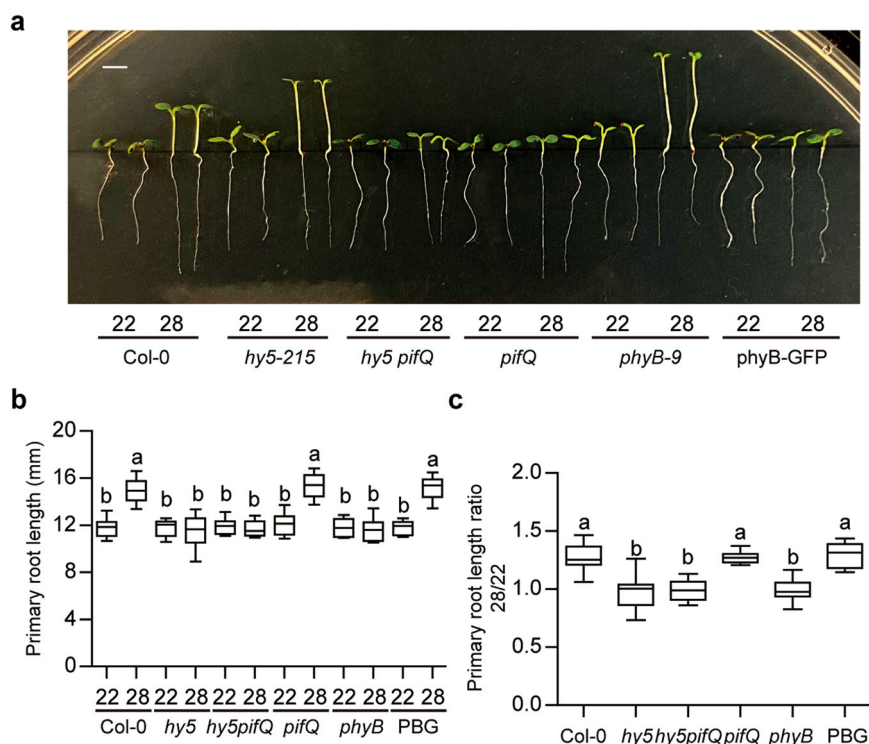 a
22 28 22 28 22 28 22 28 22 28 22 28
Col-0 hy5-215 hy5 pifQ pifQ phyB-9 phyB-GFP
b
Primary root length (mm)
20
16
12
8
4
0
b a b b b b b a b b b a
22 28 22 28 22 28 22 28 22 28 22 28
Col-0 hy5 hy5pifQ pifQ phyB PBG
c
Primary root length ratio
28/22
2.0
1.5
1.0
0.5
0.0
a b b a b a
Col-0 hy5 hy5pifQ pifQ phyB PBG